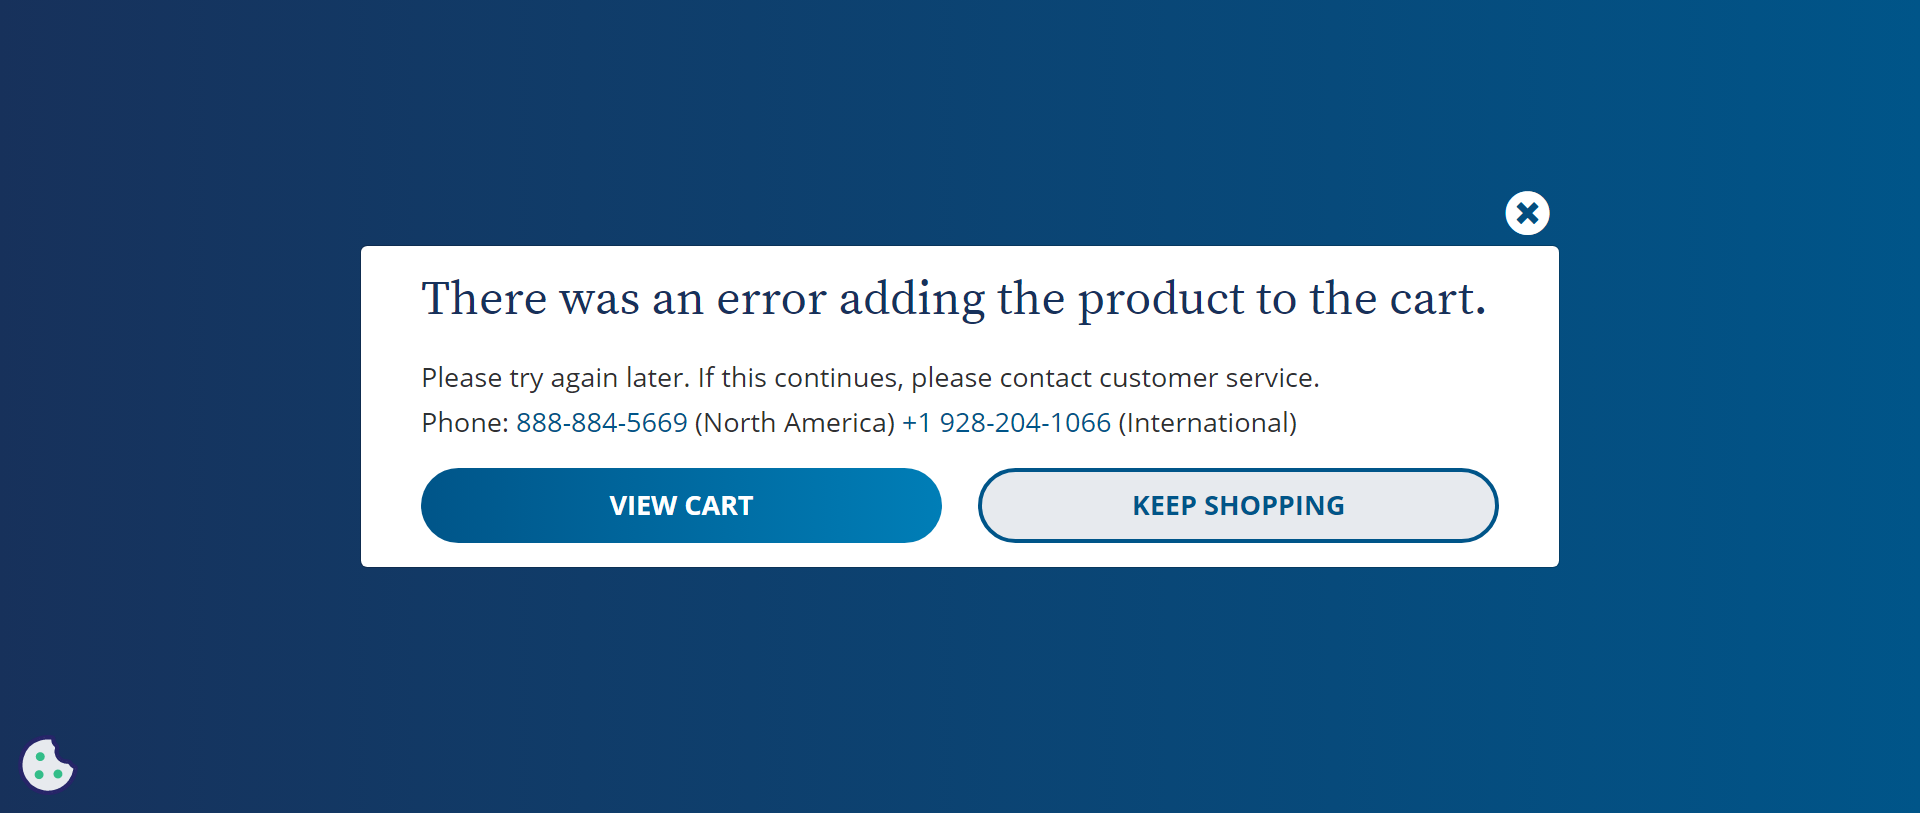 There was an error adding the product to the cart.
Please try again later. If this continues, please contact customer service.
Phone: 888-884-5669 (North America) +1 928-204-1066 (International)
VIEW CART
KEEP SHOPPING